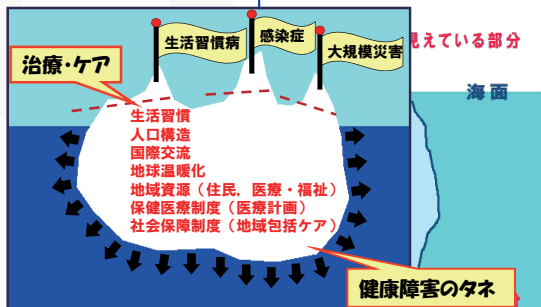 生活習慣病
感染症
大規模災害
見えている部分
治療・ケア
海面
生活習慣
人口構造
国際交流
地球温暖化
地域資源（住民，医療・福祉）
保健医療制度（医療計画）
社会保障制度（地域包括ケア）
健康障害のタネ